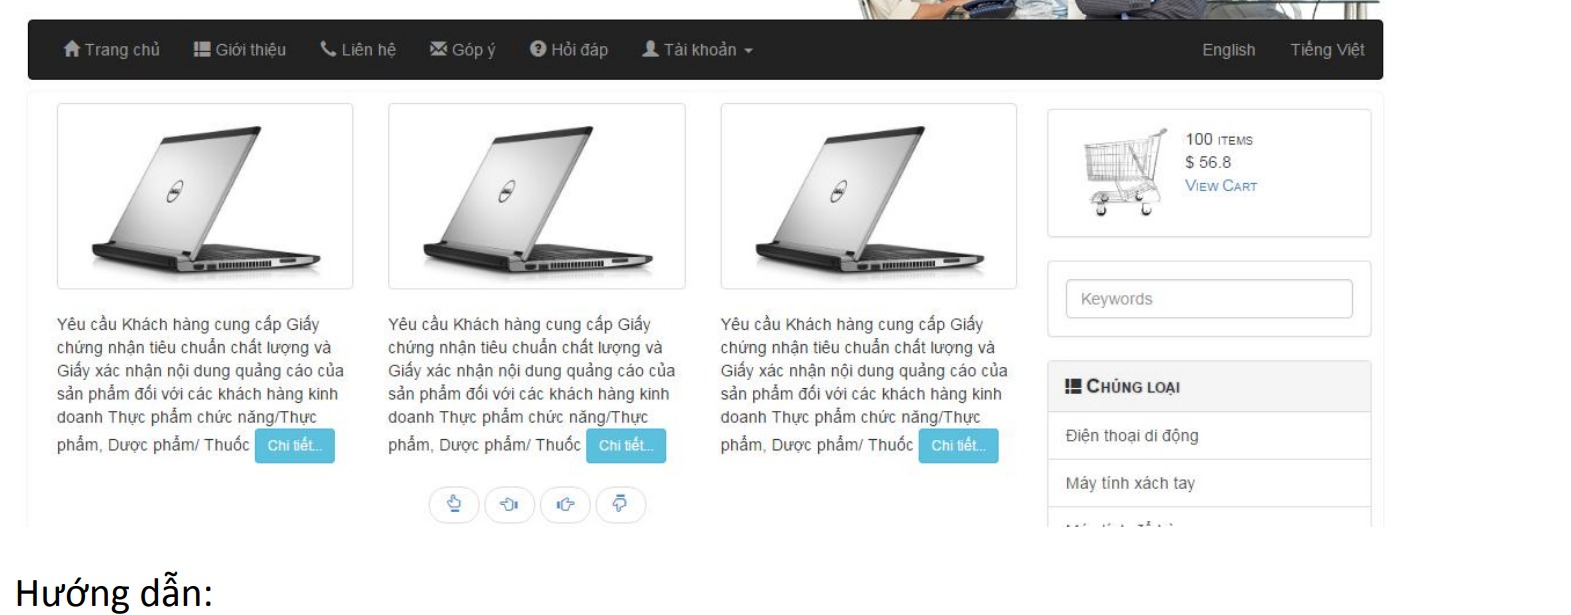 Trang chủ Giới thiệu Liên hệ Góp ý Hỏi đáp Tài khoản English Tiếng Việt
Yêu cầu Khách hàng cung cấp Giấy
chứng nhận tiêu chuẩn chất lượng và
Giấy xác nhận nội dung quảng cáo của
sản phẩm đối với các khách hàng kinh
doanh Thực phẩm chức năng/Thực
phẩm, Dược phẩm/ Thuốc Chi tiết...
Yêu cầu Khách hàng cung cấp Giấy
chứng nhận tiêu chuẩn chất lượng và
Giấy xác nhận nội dung quảng cáo của
sản phẩm đối với các khách hàng kinh
doanh Thực phẩm chức năng/Thực
phẩm, Dược phẩm/ Thuốc Chi tiết...
Yêu cầu Khách hàng cung cấp Giấy
chứng nhận tiêu chuẩn chất lượng và
Giấy xác nhận nội dung quảng cáo của
sản phẩm đối với các khách hàng kinh
doanh Thực phẩm chức năng/Thực
phẩm, Dược phẩm/ Thuốc Chi tiết...
100 ITEMS
$ 56.8
VIEW CART
Keywords
CHỦNG LOẠI
Điện thoại di động
Máy tính xách tay
Hướng dẫn: